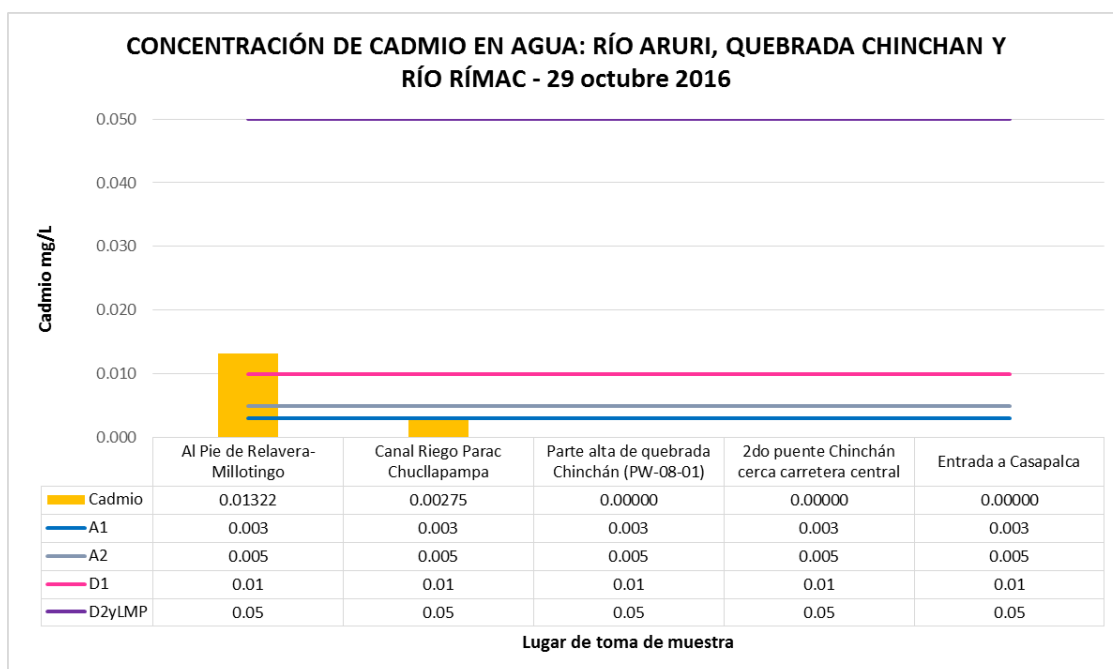 CONCENTRACIÓN DE CADMIO EN AGUA: RÍO ARURI, QUEBRADA CHINCHAN Y
RÍO RÍMAC - 29 octubre 2016
Cadmio mg/L
0.050
0.040
0.030
0.020
0.010
0.000
Al Pie de Relavera-
Millotingo
Canal Riego Parac
Chucllapampa
Parte alta de quebrada
Chinchán (PW-08-01)
2do puente Chinchán
cerca carretera central
Entrada a Casapalca
Cadmio 0.01322 0.00275 0.00000 0.00000 0.00000
A1 0.003 0.003 0.003 0.003 0.003
A2 0.005 0.005 0.005 0.005 0.005
D1 0.01 0.01 0.01 0.01 0.01
D2yLMP 0.05 0.05 0.05 0.05 0.05
Lugar de toma de muestra